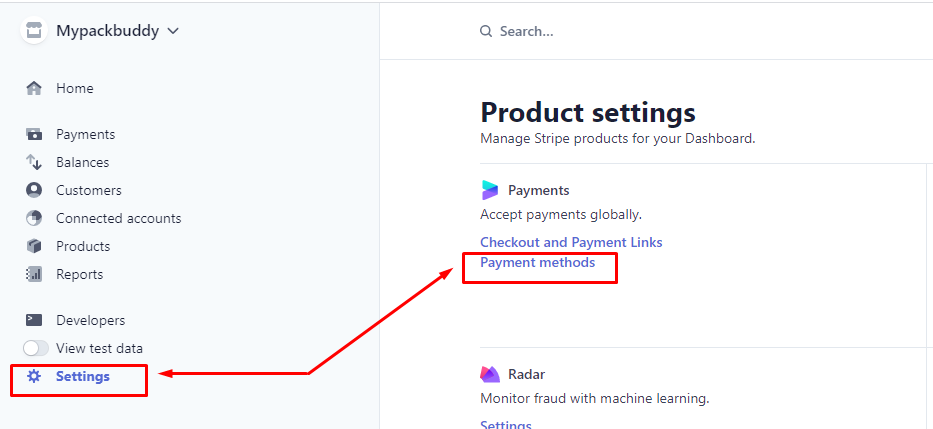 Mypackbuddy
Search...
Home
Payments
Balances
Customers
Connected accounts
Products
Reports
Developers
View test data
Settings
Product settings
Manage Stripe products for your Dashboard.
Payments
Accept payments globally.
Checkout and Payment Links
Payment methods
Radar
Monitor fraud with machine learning.
Settings